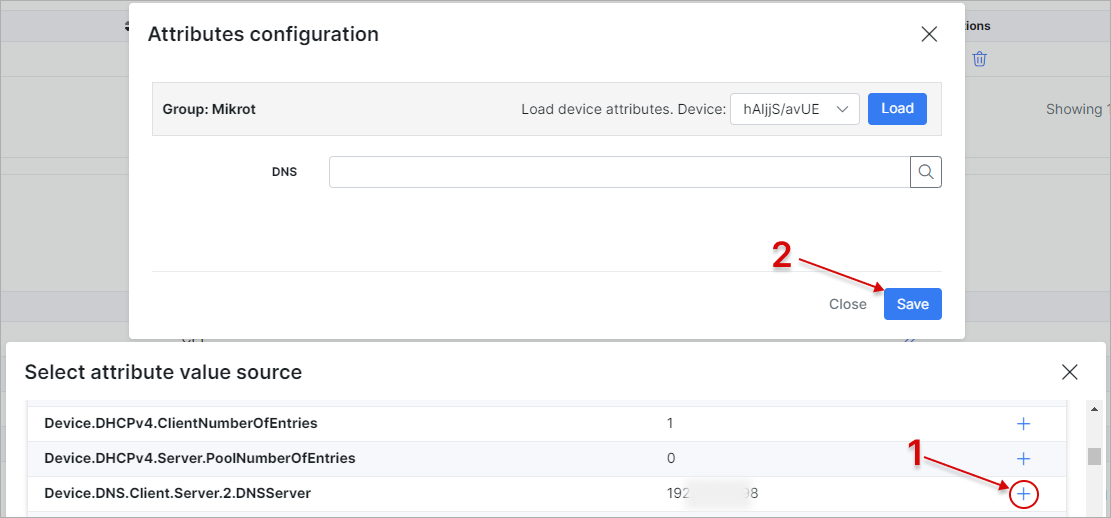 Attributes configuration
tions
Group: Mikrot
Load device attributes. Device:
hAIjjS/avUE
Load
Showing 1
DNS
2
Close
Save
Select attribute value source
Device.DHCPv4.ClientNumberOfEntries 1
Device.DHCPv4.Server.PoolNumberOfEntries 0
1
Device.DNS.Client.Server.2.DNSServer 192 98